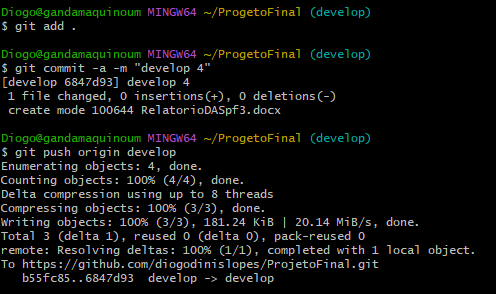 Diogo@gandamaquinoum MINGW64 ~/ProgetoFinal (develop)
$ git add .
Diogo@gandamaquinoum MINGW64 ~/ProgetoFinal (develop)
$ git commit -a -m "develop 4"
[develop 6847d93] develop 4
1 file changed, 0 insertions(+), 0 deletions(-)
create mode 100644 RelatorioDASpf3.docx
Diogo@gandamaquinoum MINGW64 ~/ProgetoFinal (develop)
$ git push origin develop
Enumerating objects: 4, done.
Counting objects: 100% (4/4), done.
Delta compression using up to 8 threads
Compressing objects: 100% (3/3), done.
Writing objects: 100% (3/3), 181.24 KiB | 20.14 MiB/s, done.
Total 3 (delta 1), reused 0 (delta 0), pack-reused 0
remote: Resolving deltas: 100% (1/1), completed with 1 local object.
To https://github.com/diogodinislopes/ProjetoFinal.git
b55fc85..6847d93  develop -> develop